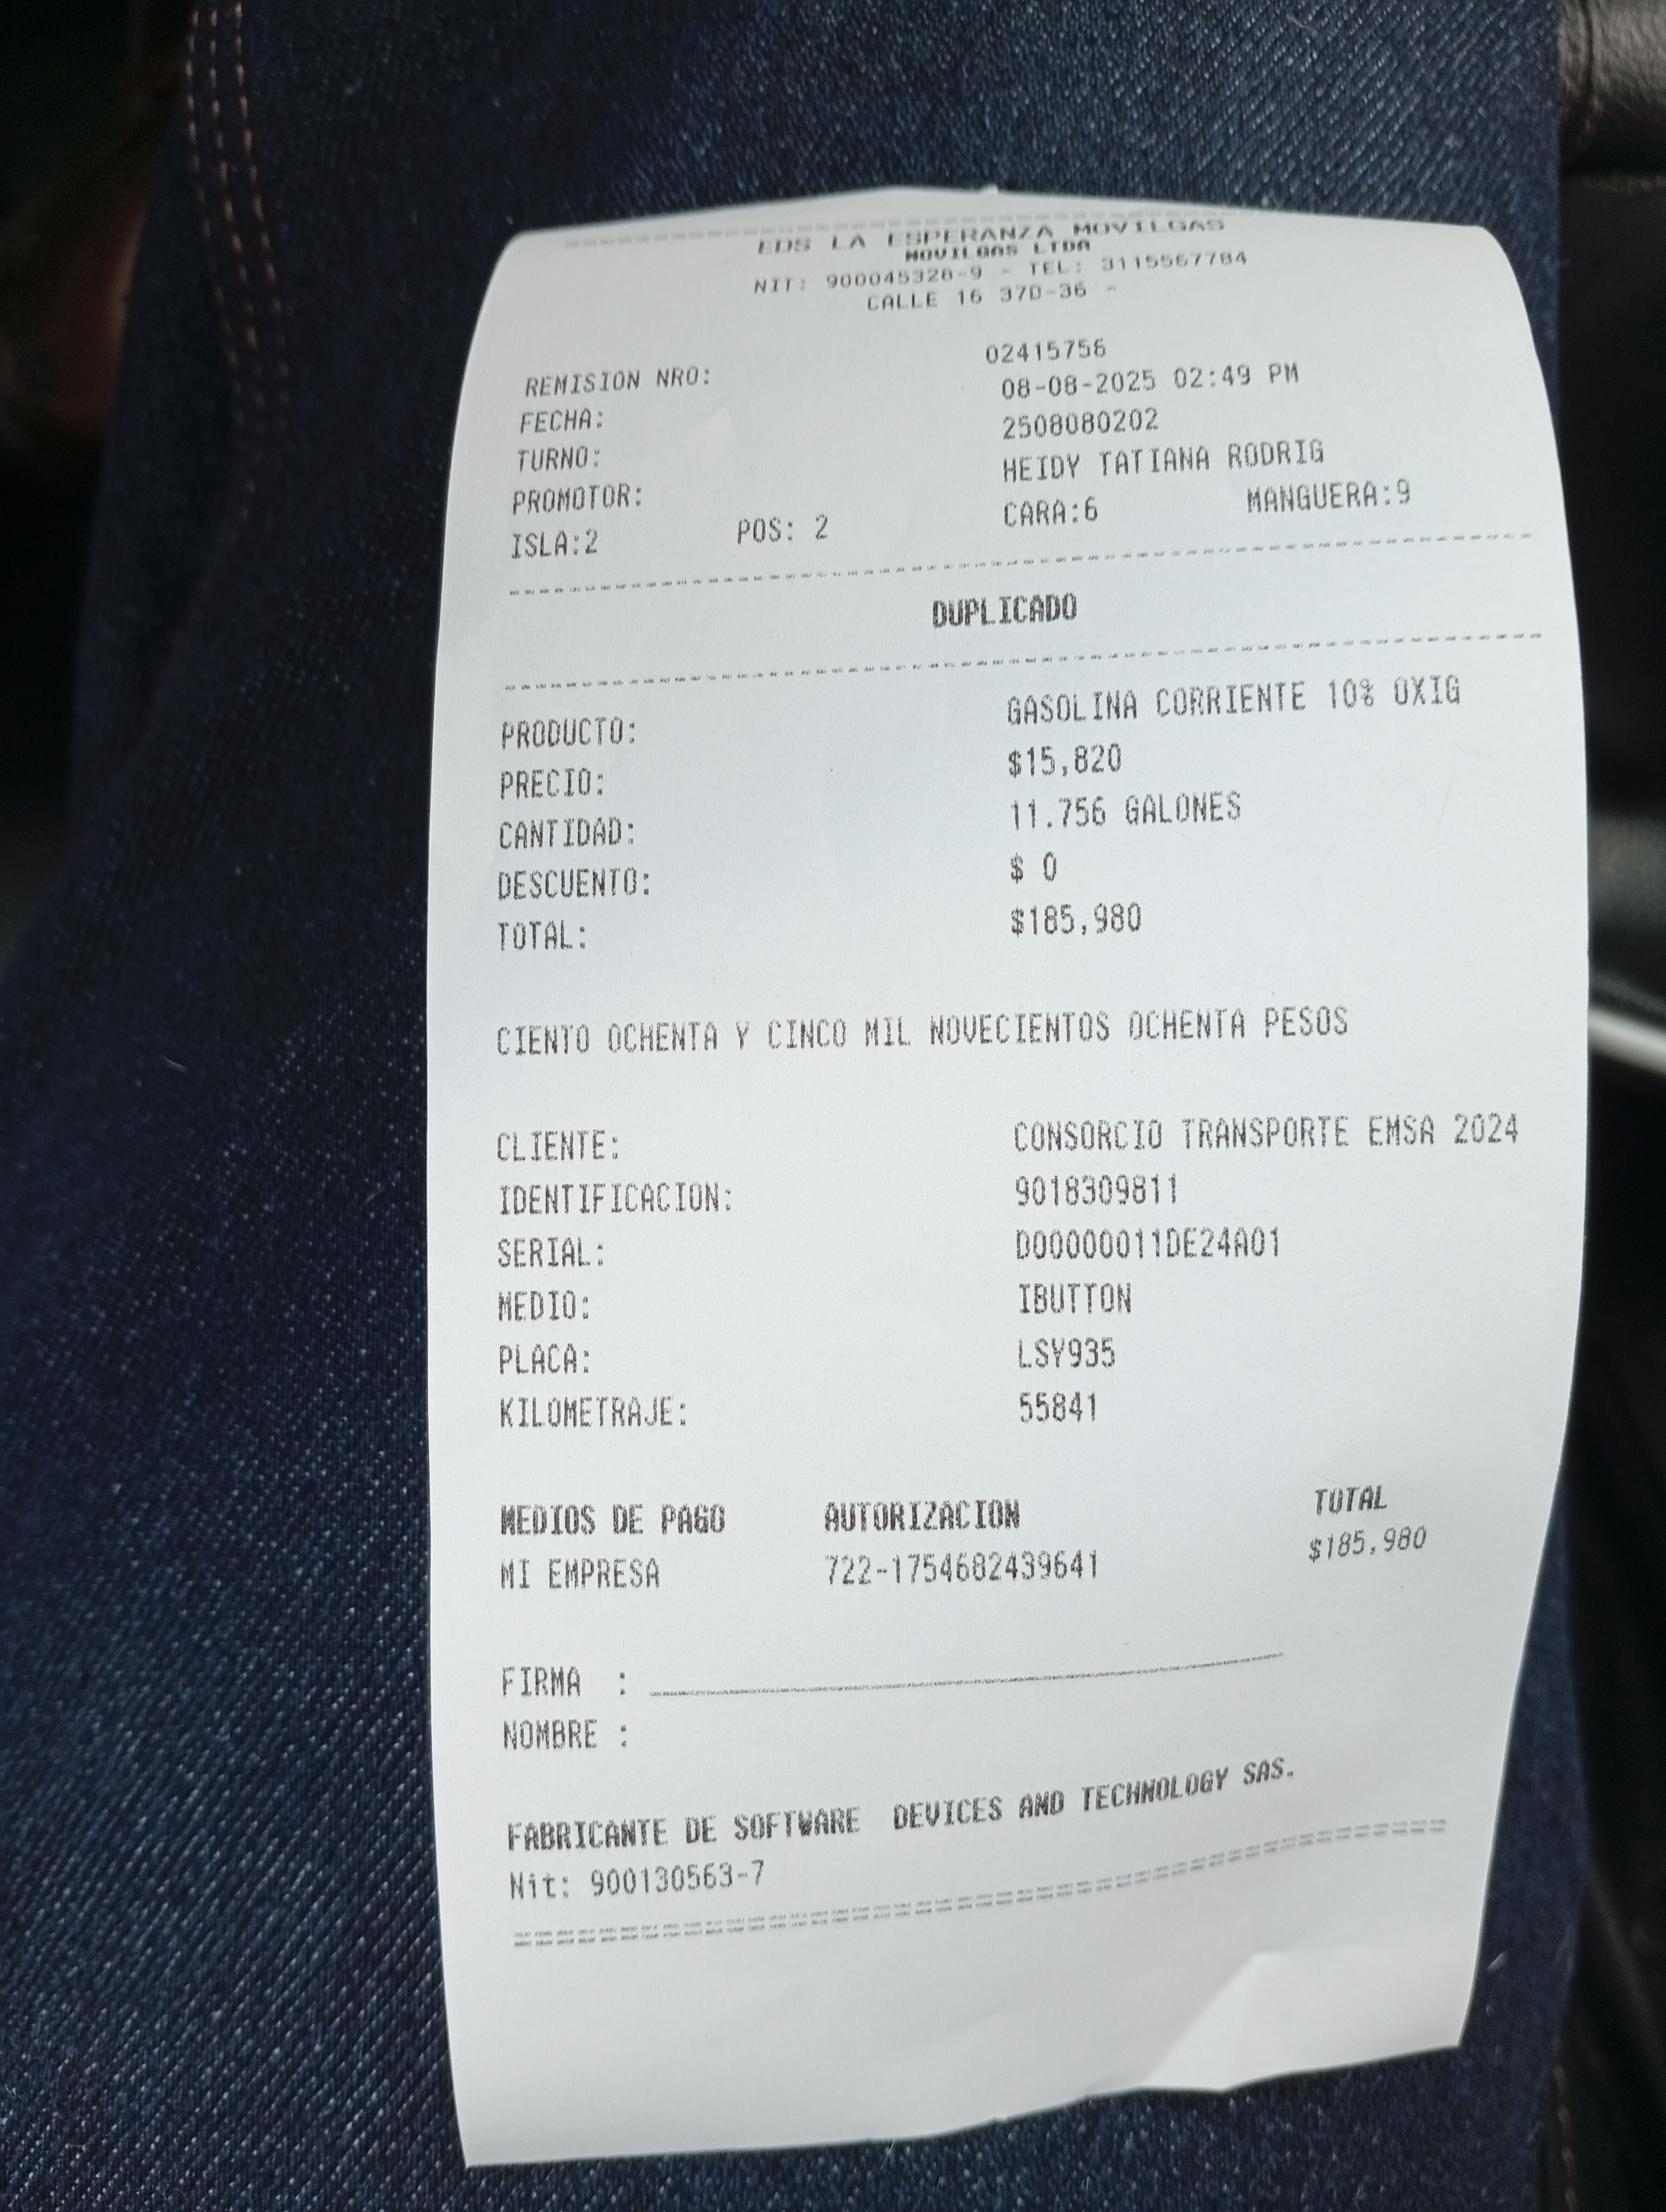 EDS LA ESPERANZA MOVILGAS
MOVILGAS LTDA
NIT: 900045328-9 - TEL: 3115567784
CALLE 16 37D-36 -
REMISION NRO: 02415756
FECHA: 08-08-2025 02:49 PM
TURNO: 2508080202
PROMOTOR: HEIDY TATIANA RODRIG
ISLA:2 POS: 2 CARA:6 MANGUERA:9
DUPLICADO
PRODUCTO: GASOLINA CORRIENTE 10% OXIG
PRECIO: $15,820
CANTIDAD: 11.756 GALONES
DESCUENTO: $ 0
TOTAL: $185,980
CIENTO OCHENTA Y CINCO MIL NOVECIENTOS OCHENTA PESOS
CLIENTE: CONSORCIO TRANSPORTE EMSA 2024
IDENTIFICACION: 9018309811
SERIAL: D00000011DE24A01
MEDIO: IBUTTON
PLACA: LSY935
KILOMETRAJE: 55841
MEDIOS DE PAGO AUTORIZACION TOTAL
MI EMPRESA 722-1754682439641 $185,980
FIRMA :
NOMBRE :
FABRICANTE DE SOFTWARE DEVICES AND TECHNOLOGY SAS.
Nit: 900130563-7